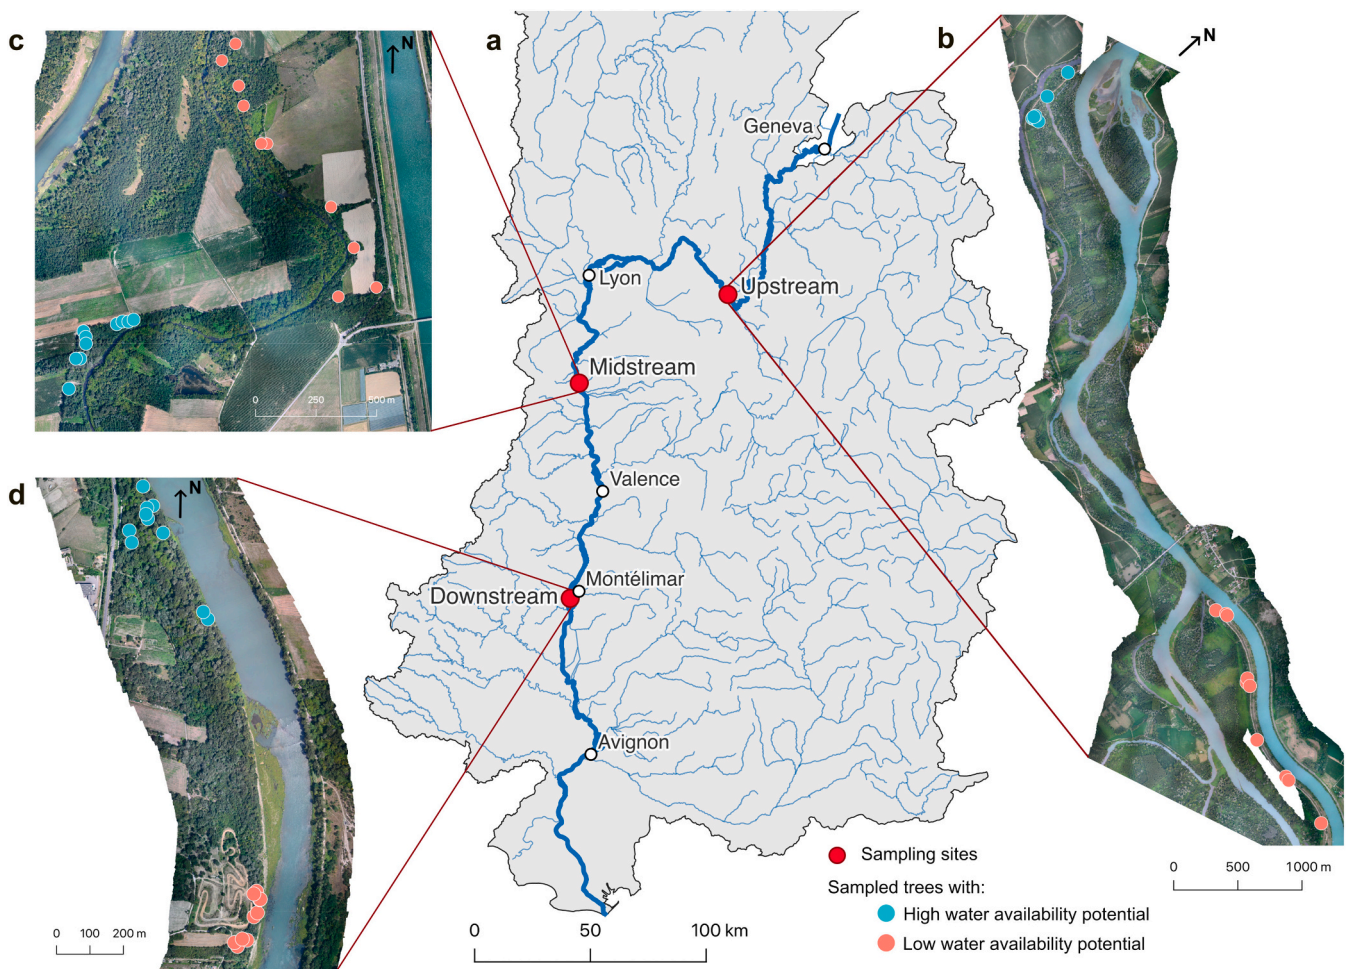 c
N
0 250 500 m
a
Geneva
Lyon
Upstream
Midstream
Valence
Montélimar
Downstream
Avignon
0 50 100 km
b
N
0 500 1000 m
d
N
0 100 200 m
Sampling sites
Sampled trees with:
High water availability potential
Low water availability potential